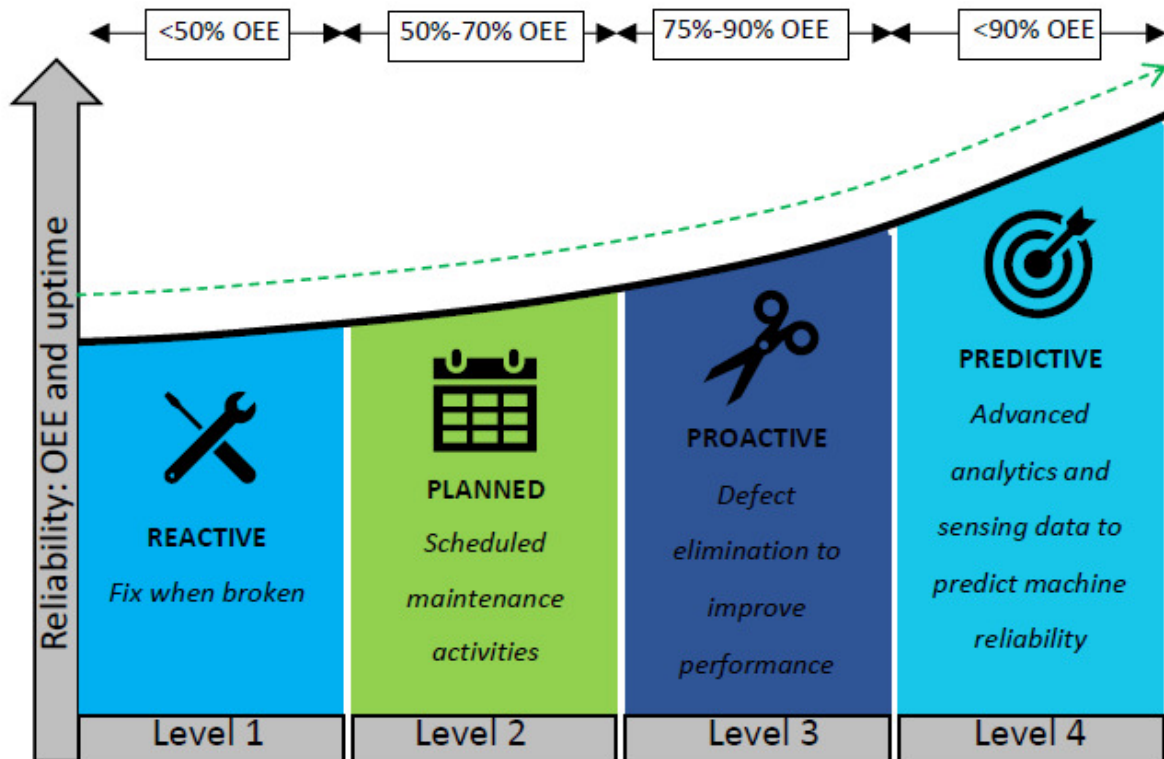 <50% OEE
50%-70% OEE
75%-90% OEE
<90% OEE
Reliability: OEE and uptime
REACTIVE
Fix when broken
PLANNED
Scheduled
maintenance
activities
PROACTIVE
Defect
elimination to
improve
performance
PREDICTIVE
Advanced
analytics and
sensing data to
predict machine
reliability
Level 1
Level 2
Level 3
Level 4